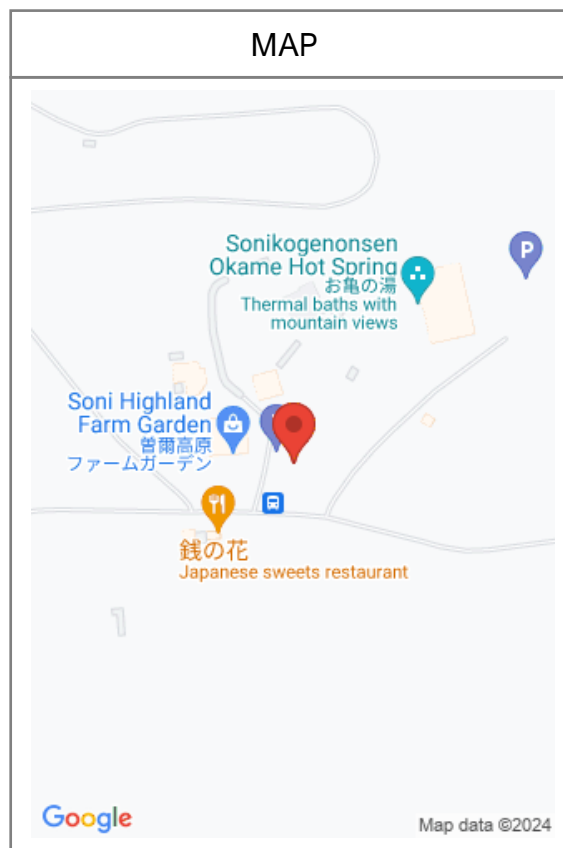 MAP
Sonikogenonsen
Okame Hot Spring
お亀の湯
Thermal baths with
mountain views
P
Soni Highland
Farm Garden
曽爾高原
ファームガーデン
銭の花
Japanese sweets restaurant
Google
Map data ©2024